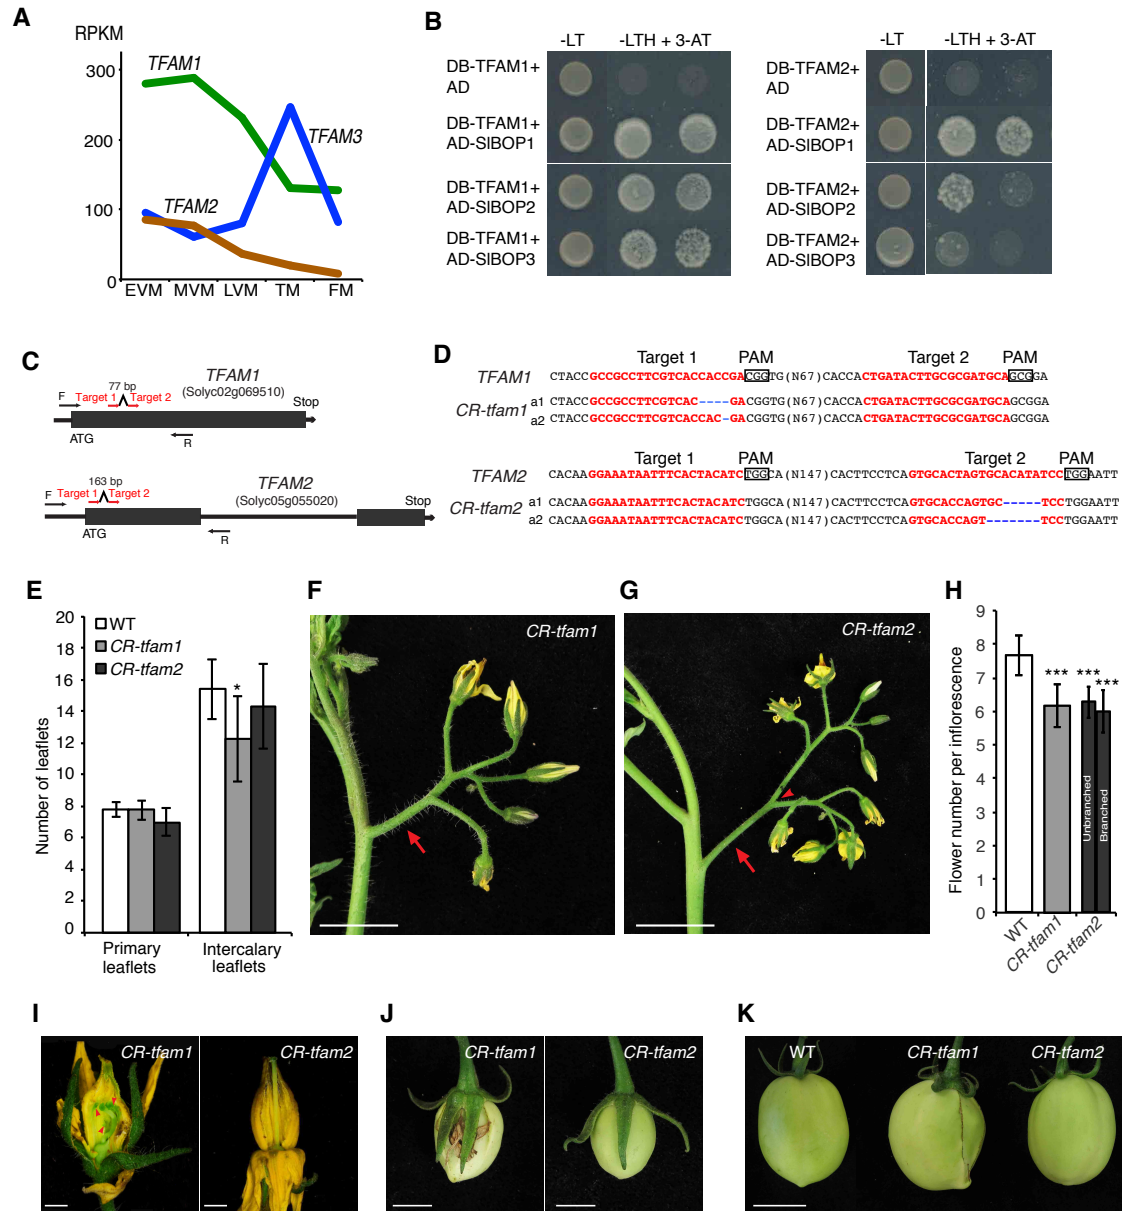 A
RPKM
300
200
100
0
TFAM1
TFAM3
TFAM2
EVM MVM LVM TM FM
B
-LT -LTH + 3-AT
DB-TFAM1+
AD
DB-TFAM1+
AD-SlBOP1
DB-TFAM1+
AD-SlBOP2
DB-TFAM1+
AD-SlBOP3
-LT -LTH + 3-AT
DB-TFAM2+
AD
DB-TFAM2+
AD-SlBOP1
DB-TFAM2+
AD-SlBOP2
DB-TFAM2+
AD-SlBOP3
C
77 bp
F Target 1 Target 2
TFAM1
(Solyc02g069510)
Stop
ATG
R
163 bp
F Target 1 Target 2
TFAM2
(Solyc05g055020)
Stop
ATG
R
D
Target 1 PAM Target 2 PAM
TFAM1 CTACCGCCGCCTTCGTCACCACCGACGGTG(N67)CACCACTGATACTTGCGCGATGCAGCGGA
CR-tfam1
a1 CTACCGCCGCCTTCGTCAC----GACGGTG(N67)CACCACTGATACTTGCGCGATGCAGCGGA
a2 CTACCGCCGCCTTCGTCACCAC-GACGGTG(N67)CACCACTGATACTTGCGCGATGCAGCGGA
Target 1 PAM Target 2 PAM
TFAM2 CACAAGGAAATAATTTCACTACATCTGGCA(N147)CACTTCCTCAGTGCACTAGTGCACATATCCTGGAATT
CR-tfam2
a1 CACAAGGAAATAATTTCACTACATCTGGCA(N147)CACTTCCTCAGTGCACCAGTGC-----TCCTGGAATT
a2 CACAAGGAAATAATTTCACTACATCTGGCA(N147)CACTTCCTCAGTGCACCAGT-------TCCTGGAATT
E
Number of leaflets
20
18
16
14
12
10
8
6
4
2
0
WT
CR-tfam1
CR-tfam2
*
Primary
leaflets
Intercalary
leaflets
F
CR-tfam1
G
CR-tfam2
H
Flower number per inflorescence
9
8
7
6
5
4
3
2
1
0
*** *** ***
Unbranched
Branched
WT
CR-tfam1
CR-tfam2
I
CR-tfam1
CR-tfam2
J
CR-tfam1
CR-tfam2
K
WT
CR-tfam1
CR-tfam2